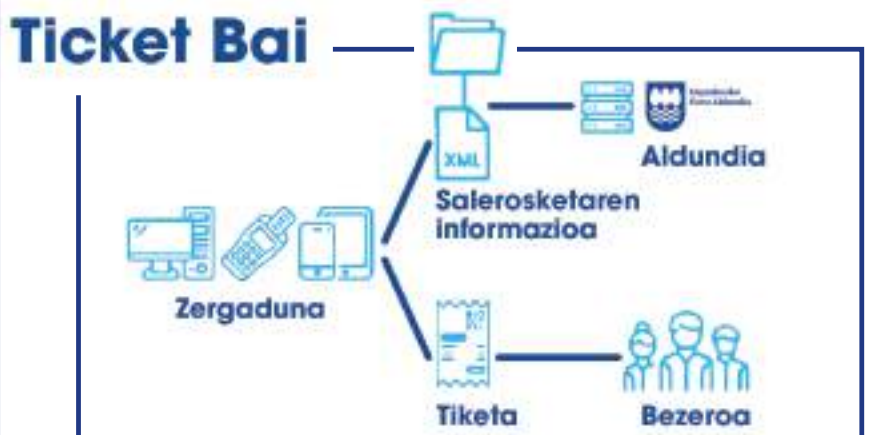 Ticket Bai
XML
Aldundia
Salerosketaren
informazioa
Zergaduna
Tiketa
Bezeroa